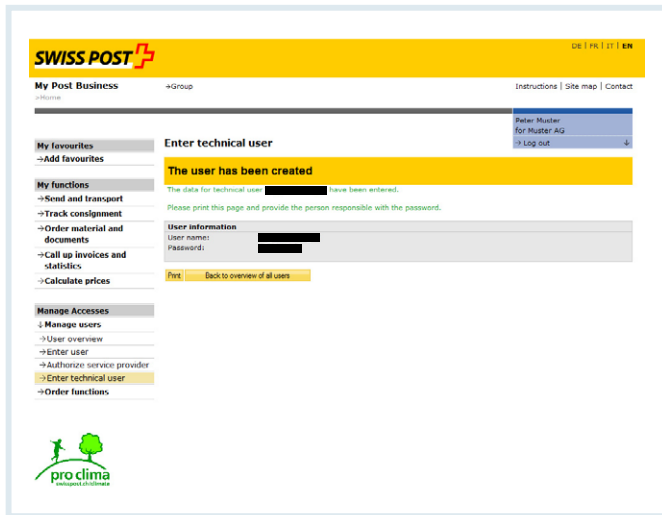 SWISS POST
DE | FR | IT | EN
My Post Business
→Group
Instructions | Site map | Contact
>Home
Peter Muster
for Muster AG
→ Log out
My favourites
→Add favourites
My functions
→Send and transport
→Track consignment
→Order material and
documents
→Call up invoices and
statistics
→Calculate prices
Manage Accesses
↓ Manage users
→User overview
→Enter user
→Authorize service provider
→Enter technical user
→Order functions
Enter technical user
The user has been created
The data for technical user have been entered.
Please print this page and provide the person responsible with the password.
User information
User name:
Password:
Print
Back to overview of all users
pro clima
swisspost.ch/climate